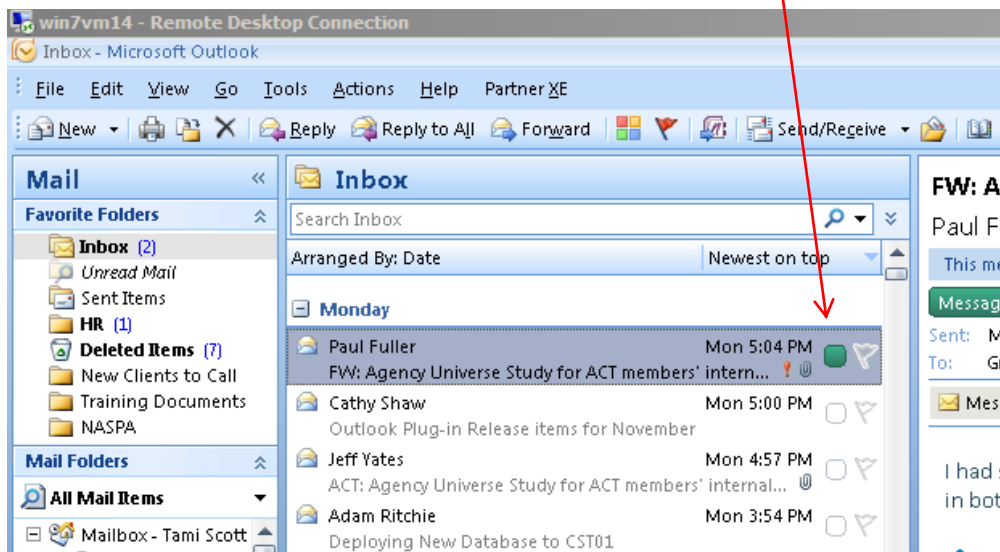 win7vm14 - Remote Desktop Connection
Inbox - Microsoft Outlook
File Edit View Go Tools Actions Help Partner XE
New Reply Reply to All Forward Send/Receive
Mail
Favorite Folders
Inbox (2)
Unread Mail
Sent Items
HR (1)
Deleted Items (7)
New Clients to Call
Training Documents
NASPA
Mail Folders
All Mail Items
Mailbox - Tami Scott
Inbox
Search Inbox
Arranged By: Date Newest on top
Monday
Paul Fuller Mon 5:04 PM
FW: Agency Universe Study for ACT members' intern...
Cathy Shaw Mon 5:00 PM
Outlook Plug-in Release items for November
Jeff Yates Mon 4:57 PM
ACT: Agency Universe Study for ACT members' internal...
Adam Ritchie Mon 3:54 PM
Deploying New Database to CST01
FW: A
Paul F
This me
Messag
Sent: M
To: G
Mes
I had
in bot